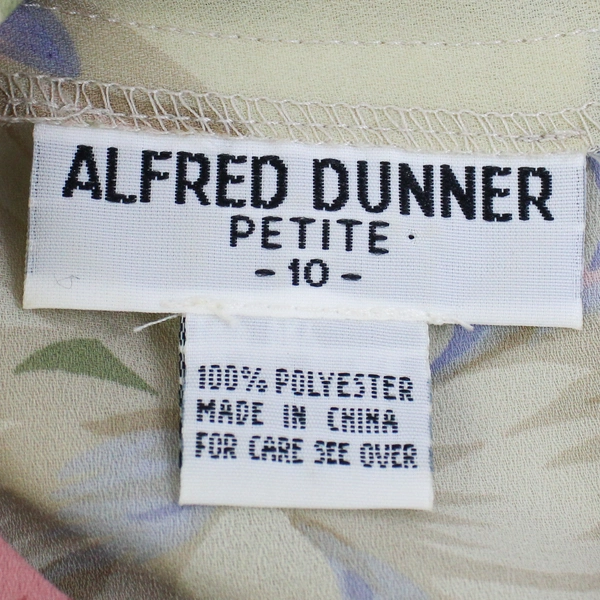 ALFRED DUNNER
PETITE
- 10 -
100% POLYESTER
MADE IN CHINA
FOR CARE SEE OVER